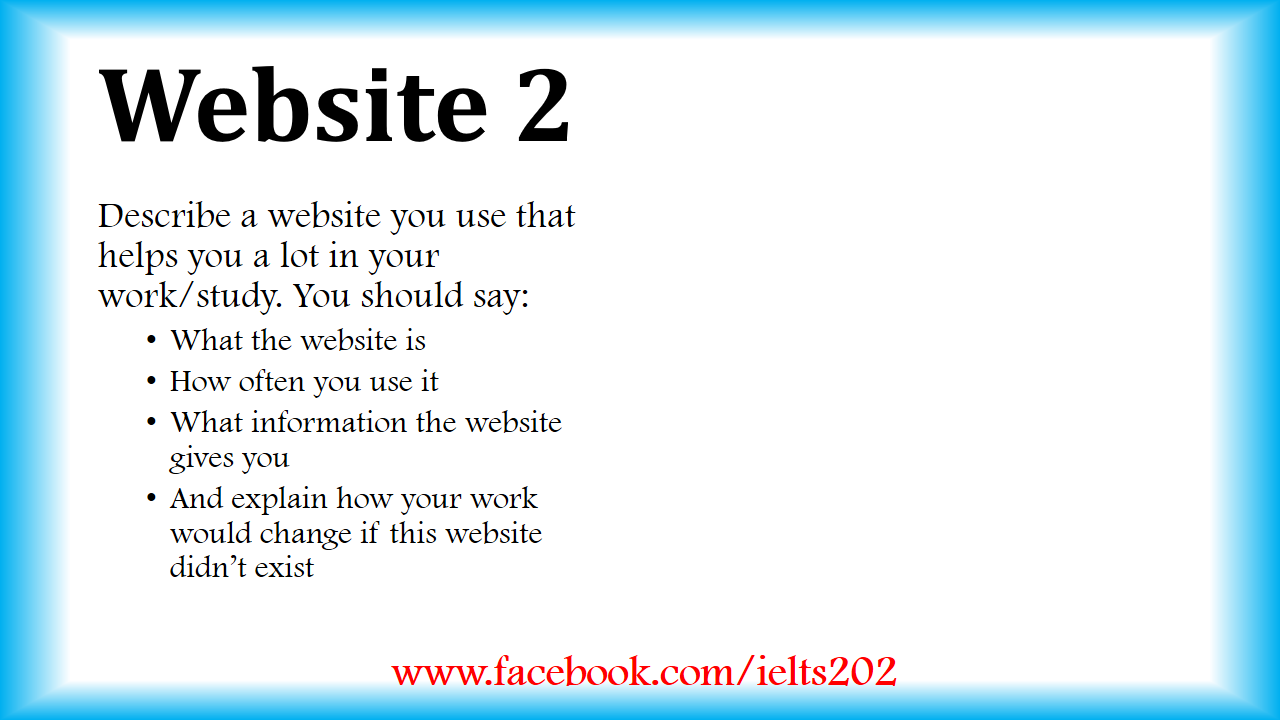 Website 2
Describe a website you use that
helps you a lot in your
work/study. You should say:
• What the website is
• How often you use it
• What information the website
gives you
• And explain how your work
would change if this website
didn’t exist
www.facebook.com/ielts202